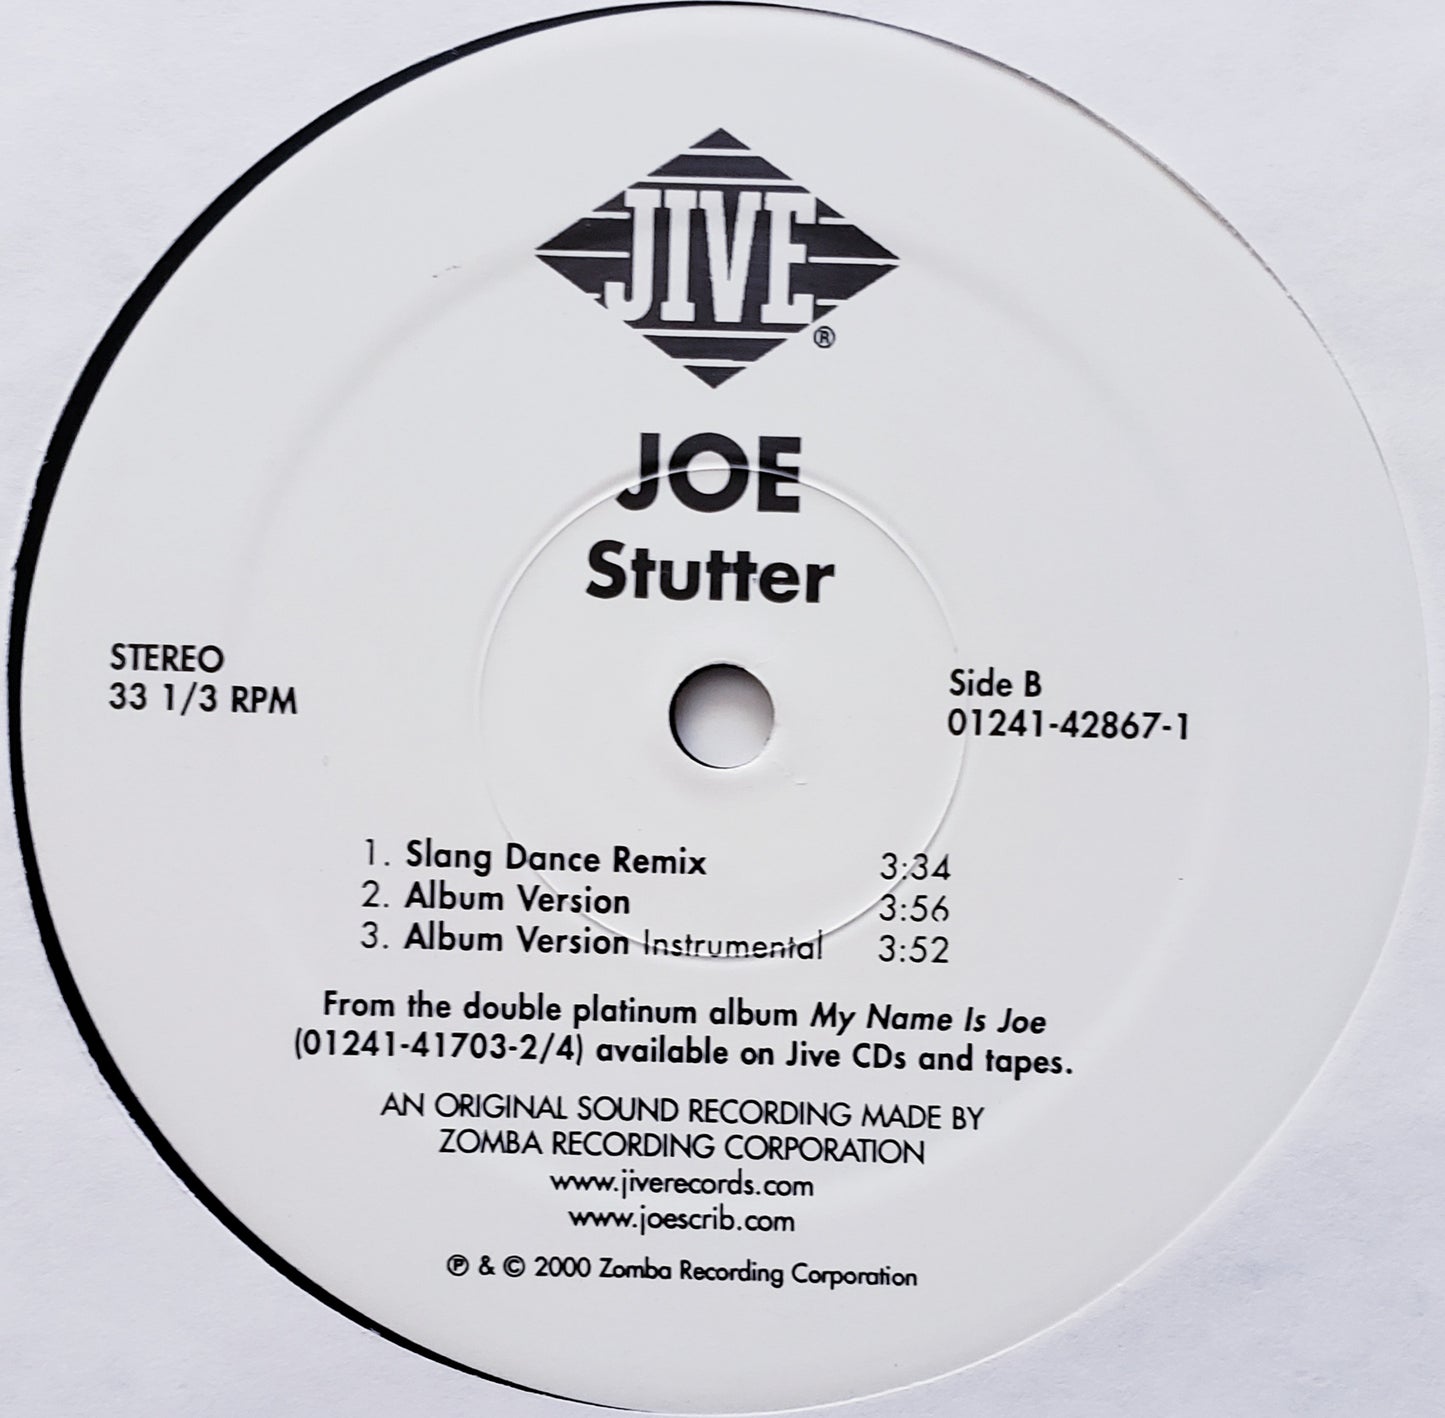 JIVE
®
JOE
Stutter
STEREO
33 1/3 RPM
Side B
01241-42867-1
1. Slang Dance Remix 3:34
2. Album Version 3:56
3. Album Version Instrumental 3:52
From the double platinum album My Name Is Joe
(01241-41703-2/4) available on Jive CDs and tapes.
AN ORIGINAL SOUND RECORDING MADE BY
ZOMBA RECORDING CORPORATION
www.jiverecords.com
www.joescrib.com
℗ & © 2000 Zomba Recording Corporation